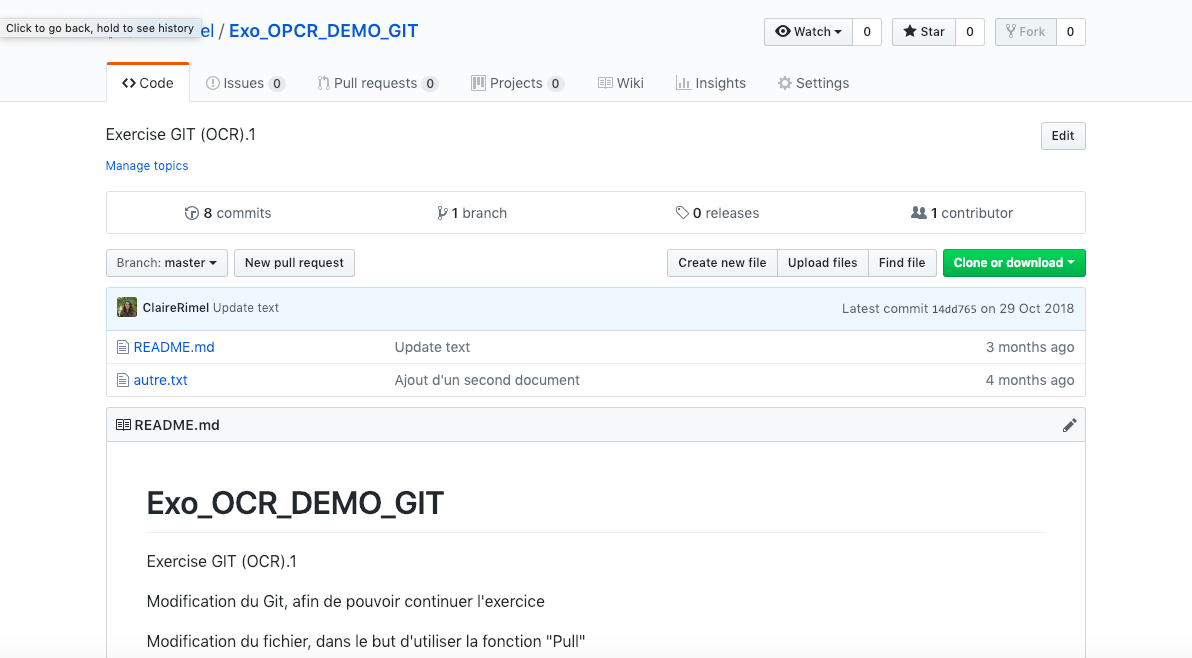 Click to go back, hold to see history
el / Exo_OPCR_DEMO_GIT
Watch 0 Star 0 Fork 0
Code Issues 0 Pull requests 0 Projects 0 Wiki Insights Settings
Exercise GIT (OCR).1 Edit
Manage topics
8 commits 1 branch 0 releases 1 contributor
Branch: master New pull request Create new file Upload files Find file Clone or download
ClaireRimel Update text Latest commit 14dd765 on 29 Oct 2018
README.md Update text 3 months ago
autre.txt Ajout d'un second document 4 months ago
README.md
Exo_OCR_DEMO_GIT
Exercise GIT (OCR).1
Modification du Git, afin de pouvoir continuer l'exercice
Modification du fichier, dans le but d'utiliser la fonction "Pull"